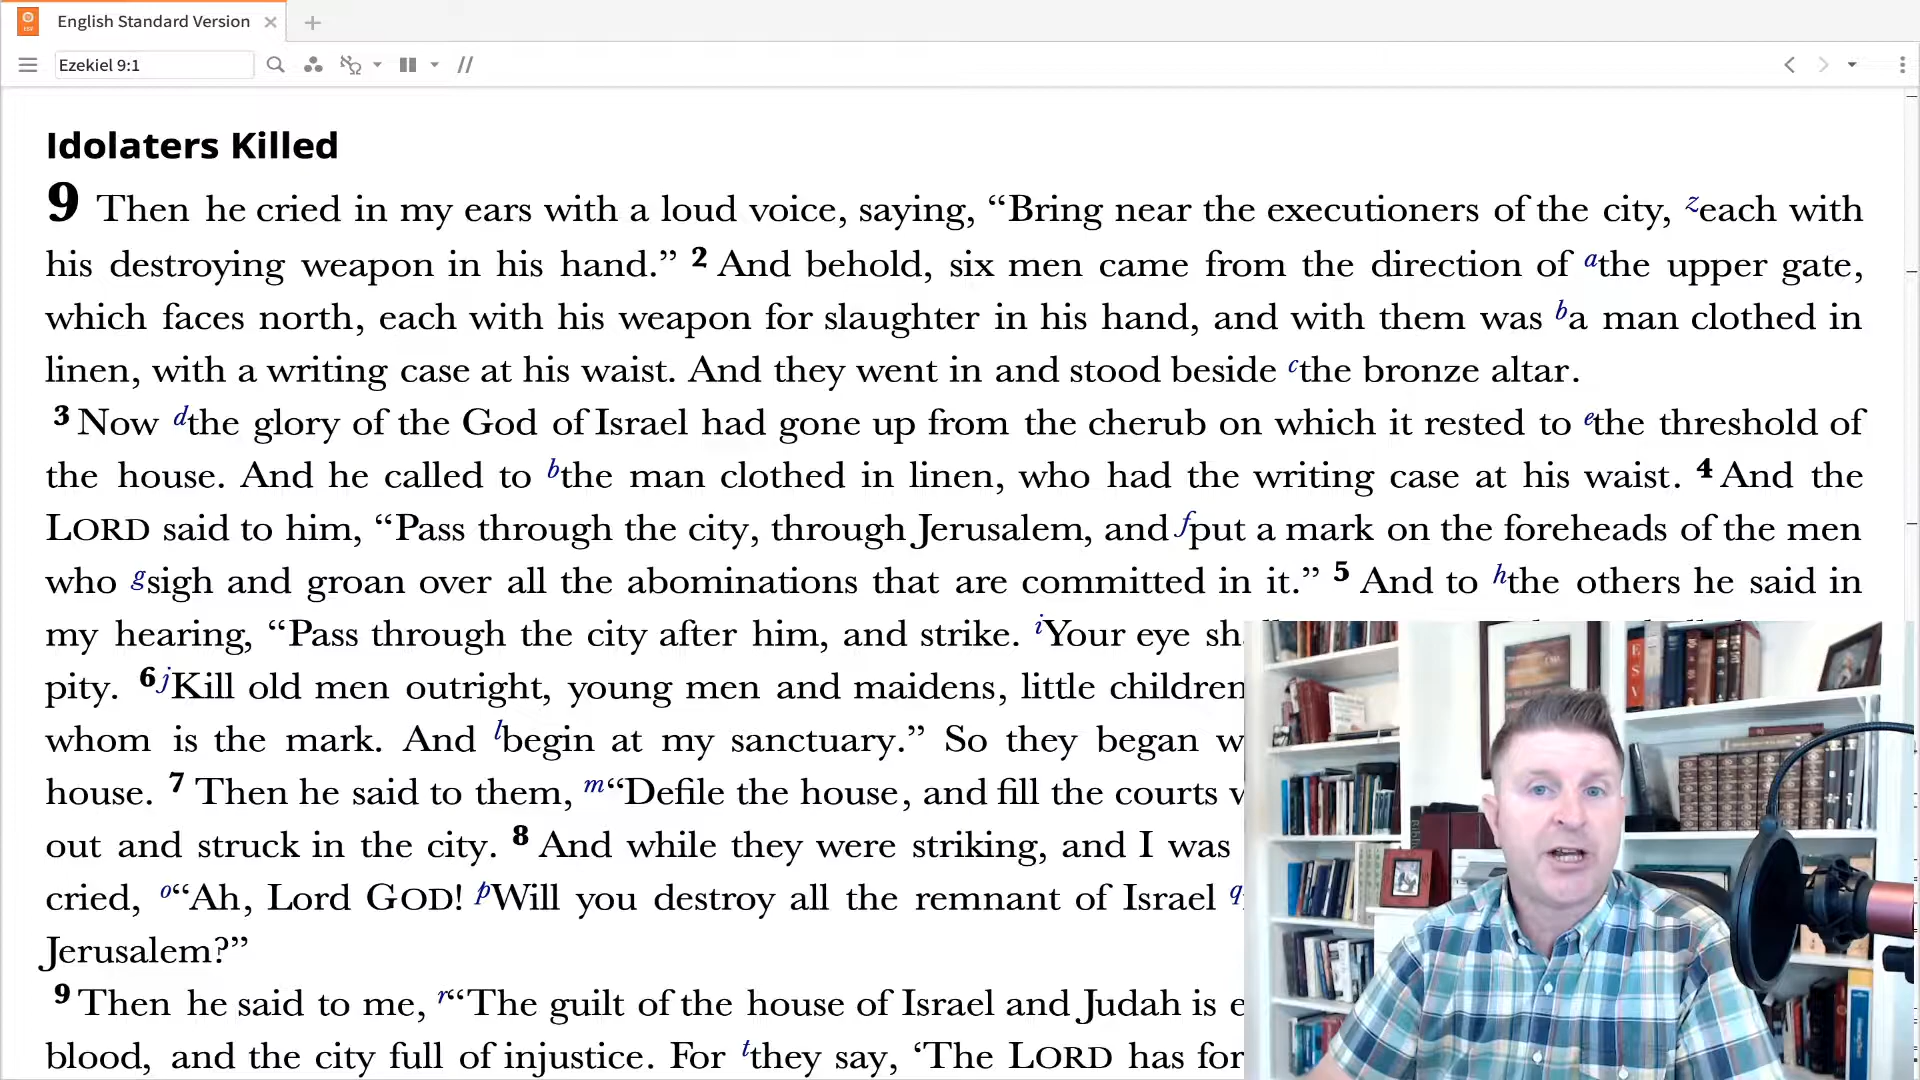 English Standard Version
Ezekiel 9:1
Idolaters Killed
9 Then he cried in my ears with a loud voice, saying, “Bring near the executioners of the city, zeach with
his destroying weapon in his hand.” 2 And behold, six men came from the direction of athe upper gate,
which faces north, each with his weapon for slaughter in his hand, and with them was ba man clothed in
linen, with a writing case at his waist. And they went in and stood beside cthe bronze altar.
3 Now dthe glory of the God of Israel had gone up from the cherub on which it rested to ethe threshold of
the house. And he called to bthe man clothed in linen, who had the writing case at his waist. 4 And the
LORD said to him, “Pass through the city, through Jerusalem, and fput a mark on the foreheads of the men
who gsigh and groan over all the abominations that are committed in it.” 5 And to hthe others he said in
my hearing, “Pass through the city after him, and strike. iYour eye
pity. 6 jKill old men outright, young men and maidens, little children
whom is the mark. And lbegin at my sanctuary.” So they began
house. 7 Then he said to them, m“Defile the house, and fill the courts
out and struck in the city. 8 And while they were striking, and I was
cried, o“Ah, Lord GOD! pWill you destroy all the remnant of Israel q
Jerusalem?”
9 Then he said to me, r“The guilt of the house of Israel and Judah is
blood, and the city full of injustice. For tthey say, ‘The LORD has
ESV